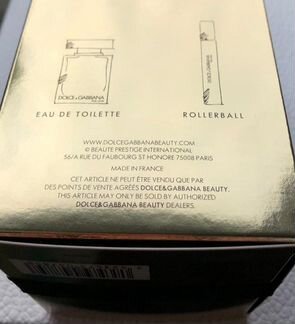 DOLCE&GABBANA
EAU DE TOILETTE
ROLLERBALL
WWW.DOLCEGABBANABEAUTY.COM
© BEAUTE PRESTIGE INTERNATIONAL
56/A RUE DU FAUBOURG ST HONORE 75008 PARIS
MADE IN FRANCE
CET ARTICLE NE PEUT ÊTRE VENDU QUE PAR
DES POINTS DE VENTE AGRÉÉS DOLCE&GABBANA BEAUTY.
THIS ARTICLE MAY ONLY BE SOLD BY AUTHORIZED
DOLCE&GABBANA BEAUTY DEALERS.